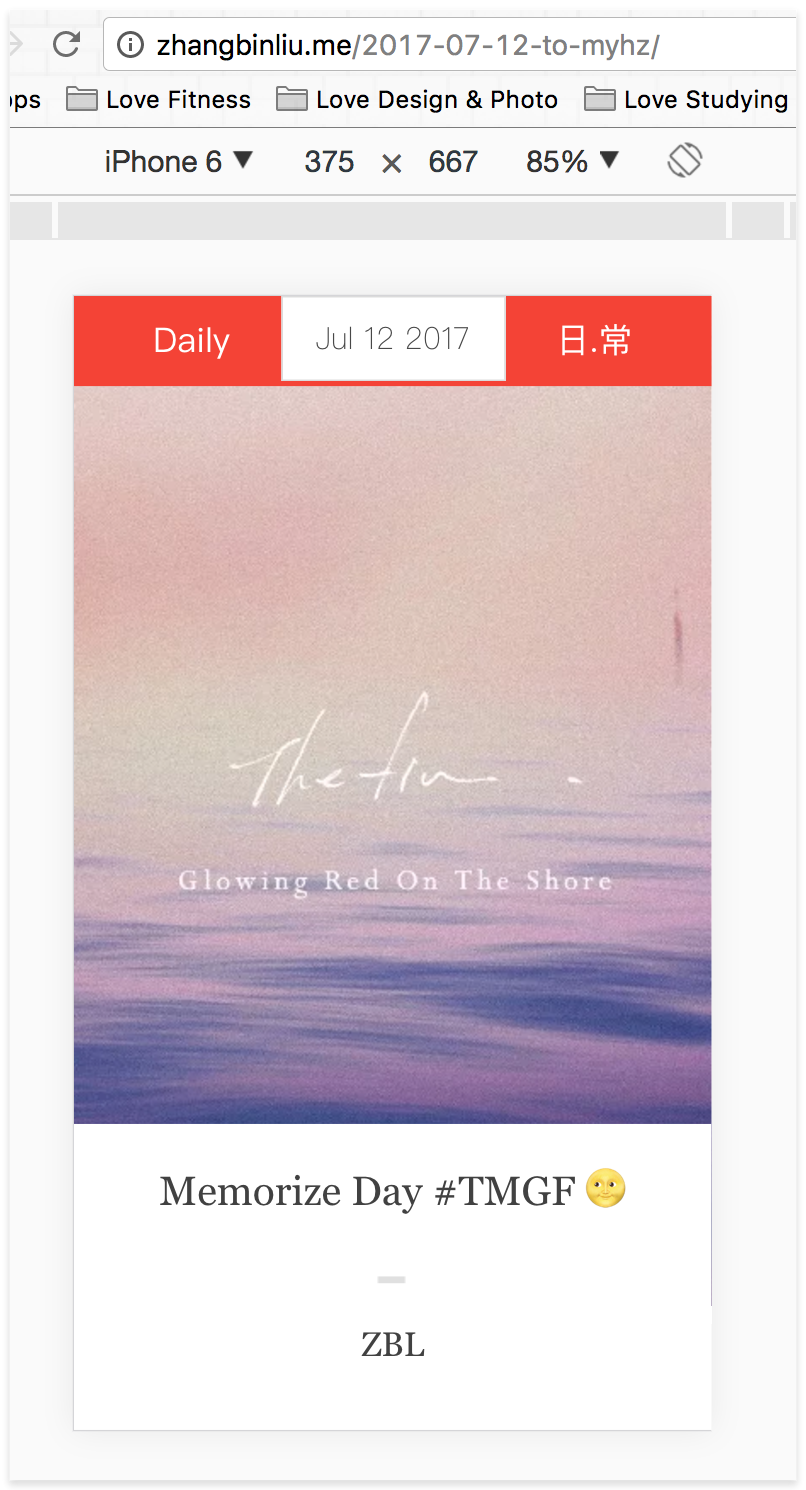 zhangbinliu.me/2017-07-12-to-myhz/
Love Fitness Love Design & Photo Love Studying
iPhone 6 ▼ 375 × 667 85% ▼
Daily Jul 12 2017 日.常
The fin .
Glowing Red On The Shore
Memorize Day #TMGF 🌝
ZBL